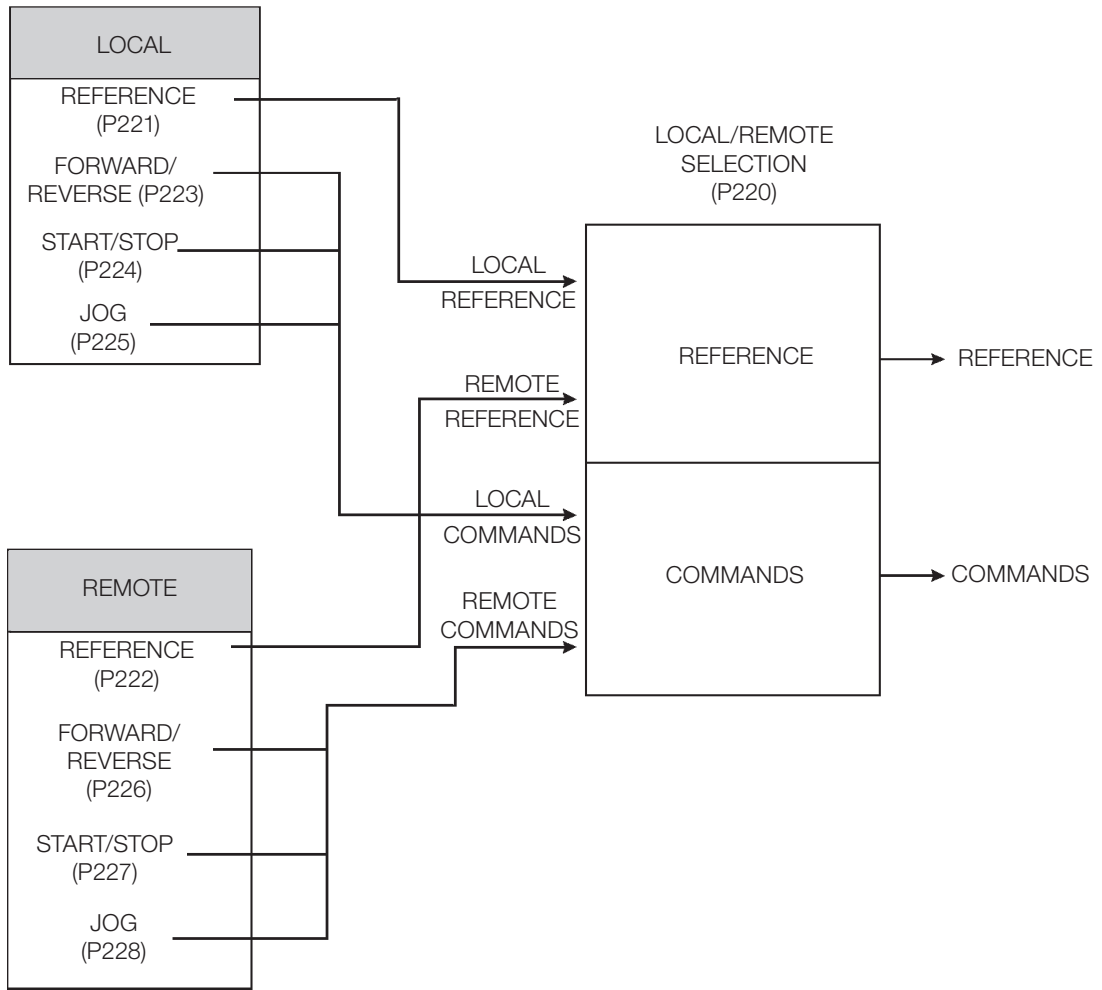 LOCAL
REFERENCE
(P221)
FORWARD/
REVERSE (P223)
START/STOP
(P224)
JOG
(P225)
LOCAL/REMOTE
SELECTION
(P220)
LOCAL
REFERENCE
REMOTE
REFERENCE
LOCAL
COMMANDS
REMOTE
COMMANDS
REFERENCE
REFERENCE
COMMANDS
COMMANDS
REMOTE
REFERENCE
(P222)
FORWARD/
REVERSE
(P226)
START/STOP
(P227)
JOG
(P228)